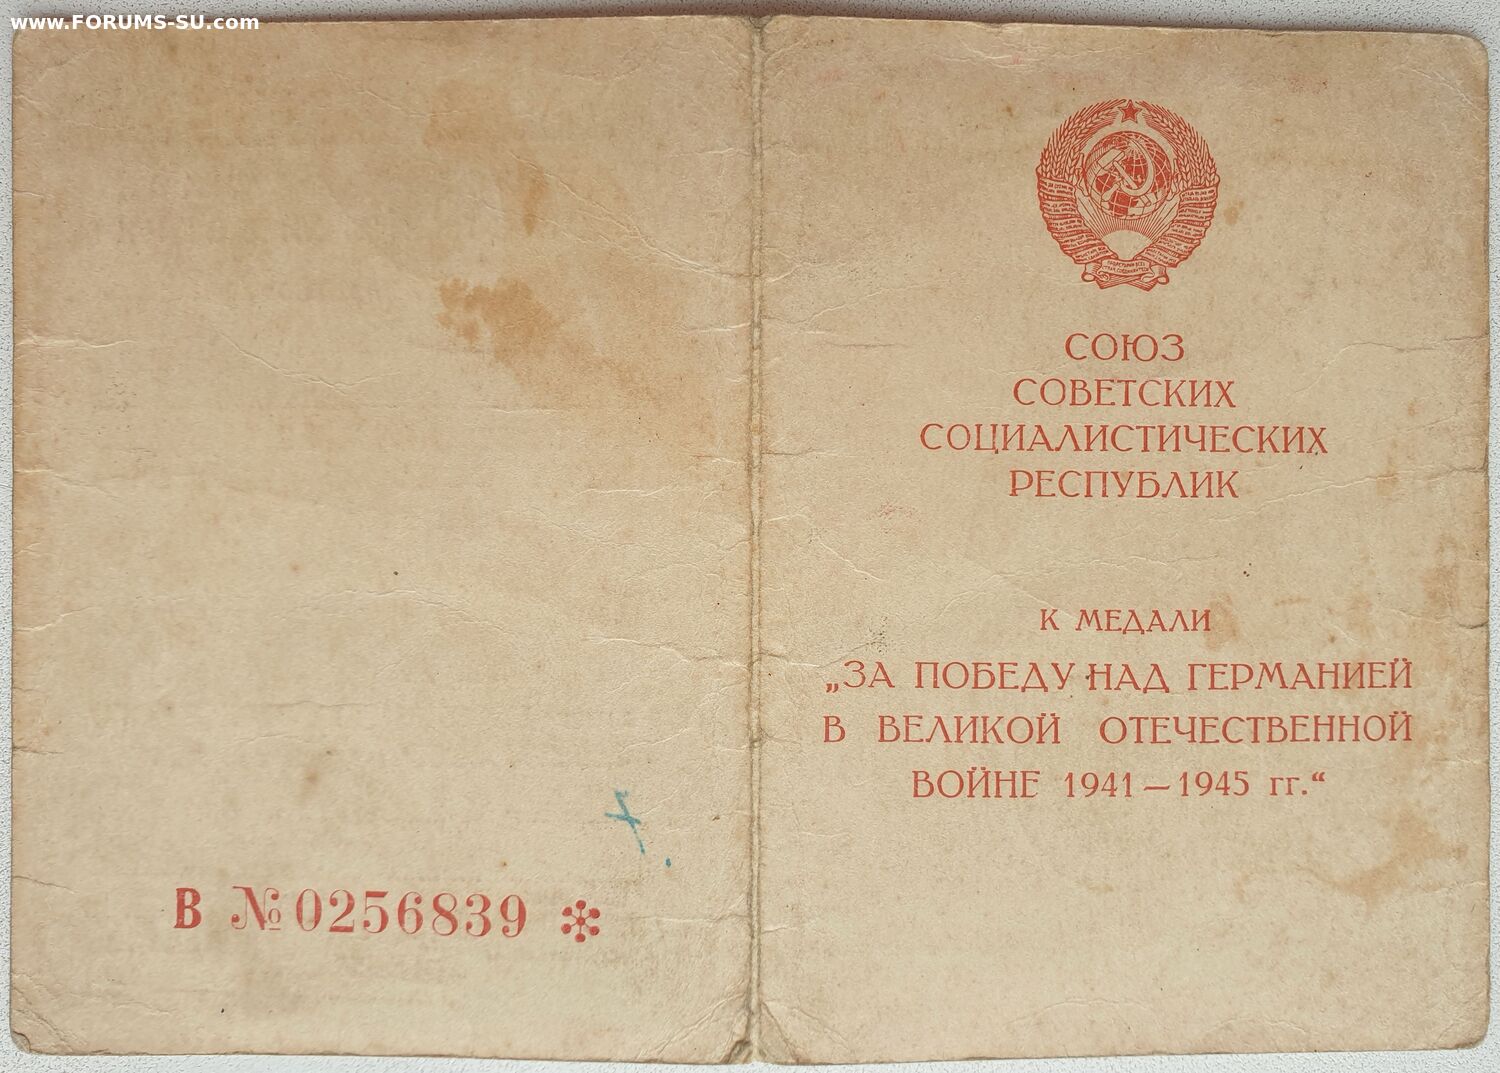 www.FORUMS-SU.com
В №0256839
СОЮЗ
СОВЕТСКИХ
СОЦИАЛИСТИЧЕСКИХ
РЕСПУБЛИК
К МЕДАЛИ
„ЗА ПОБЕДУ НАД ГЕРМАНИЕЙ
В ВЕЛИКОЙ ОТЕЧЕСТВЕННОЙ
ВОЙНЕ 1941—1945 гг.“